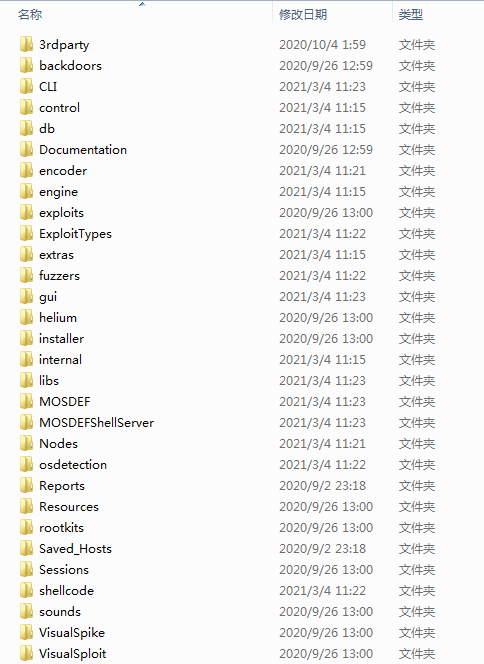 名称 修改日期 类型
3rdparty 2020/10/4 1:59 文件夹
backdoors 2020/9/26 12:59 文件夹
CLI 2021/3/4 11:23 文件夹
control 2021/3/4 11:15 文件夹
db 2021/3/4 11:15 文件夹
Documentation 2020/9/26 12:59 文件夹
encoder 2021/3/4 11:21 文件夹
engine 2021/3/4 11:15 文件夹
exploits 2020/9/26 13:00 文件夹
ExploitTypes 2021/3/4 11:22 文件夹
extras 2021/3/4 11:15 文件夹
fuzzers 2021/3/4 11:22 文件夹
gui 2021/3/4 11:23 文件夹
helium 2020/9/26 13:00 文件夹
installer 2020/9/26 13:00 文件夹
internal 2021/3/4 11:15 文件夹
libs 2021/3/4 11:23 文件夹
MOSDEF 2021/3/4 11:23 文件夹
MOSDEFShellServer 2021/3/4 11:23 文件夹
Nodes 2021/3/4 11:21 文件夹
osdetection 2021/3/4 11:22 文件夹
Reports 2020/9/2 23:18 文件夹
Resources 2020/9/26 13:00 文件夹
rootkits 2020/9/26 13:00 文件夹
Saved_Hosts 2020/9/2 23:18 文件夹
Sessions 2020/9/26 13:00 文件夹
shellcode 2021/3/4 11:22 文件夹
sounds 2020/9/26 13:00 文件夹
VisualSpike 2020/9/26 13:00 文件夹
VisualSploit 2020/9/26 13:00 文件夹